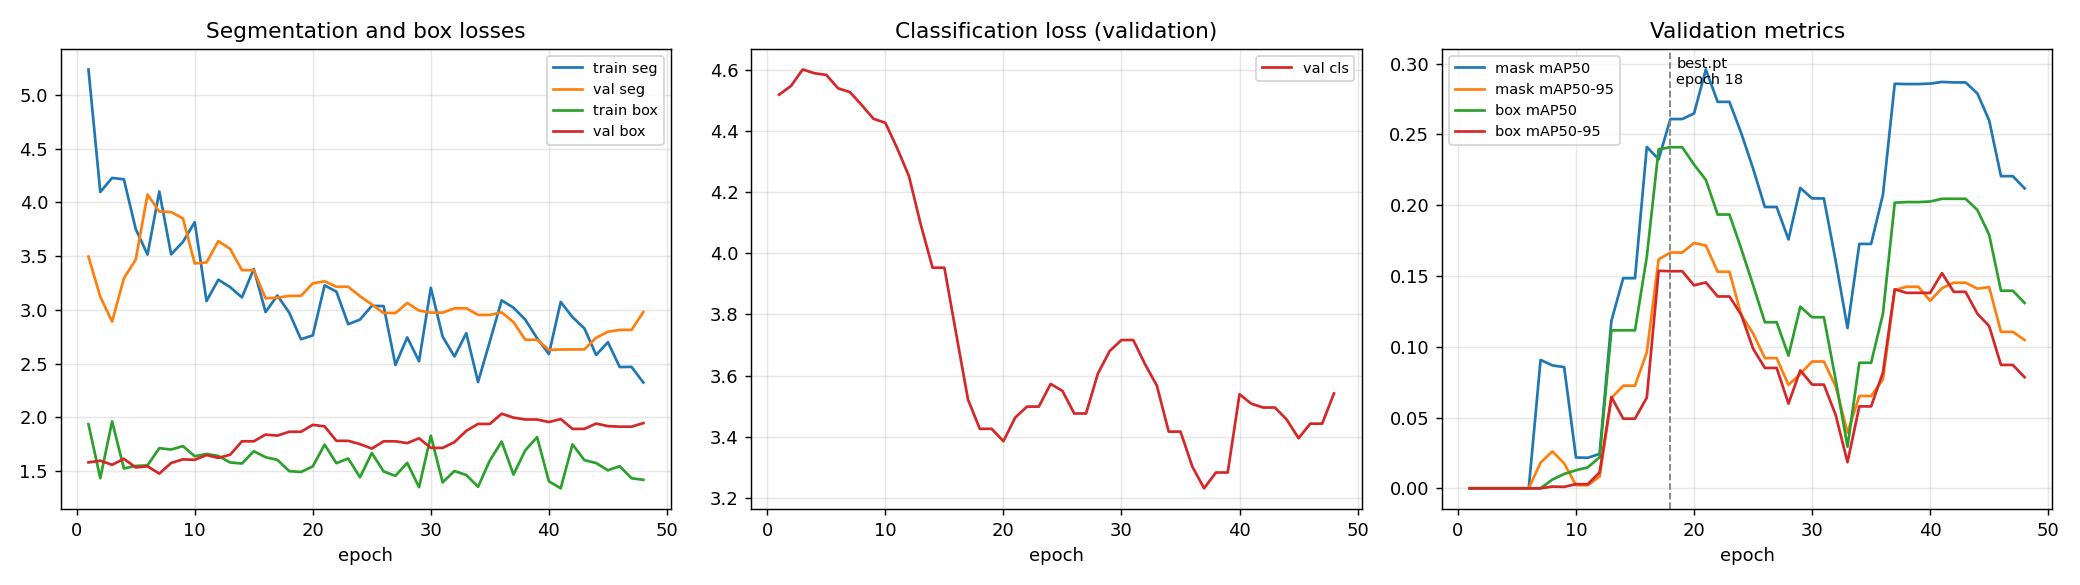 Segmentation and box losses
train seg
val seg
train box
val box
5.0
4.5
4.0
3.5
3.0
2.5
2.0
1.5
0
10
20
30
40
50
epoch
Classification loss (validation)
val cls
4.6
4.4
4.2
4.0
3.8
3.6
3.4
3.2
0
10
20
30
40
50
epoch
Validation metrics
mask mAP50
mask mAP50-95
box mAP50
box mAP50-95
best.pt
epoch 18
0.30
0.25
0.20
0.15
0.10
0.05
0.00
0
10
20
30
40
50
epoch